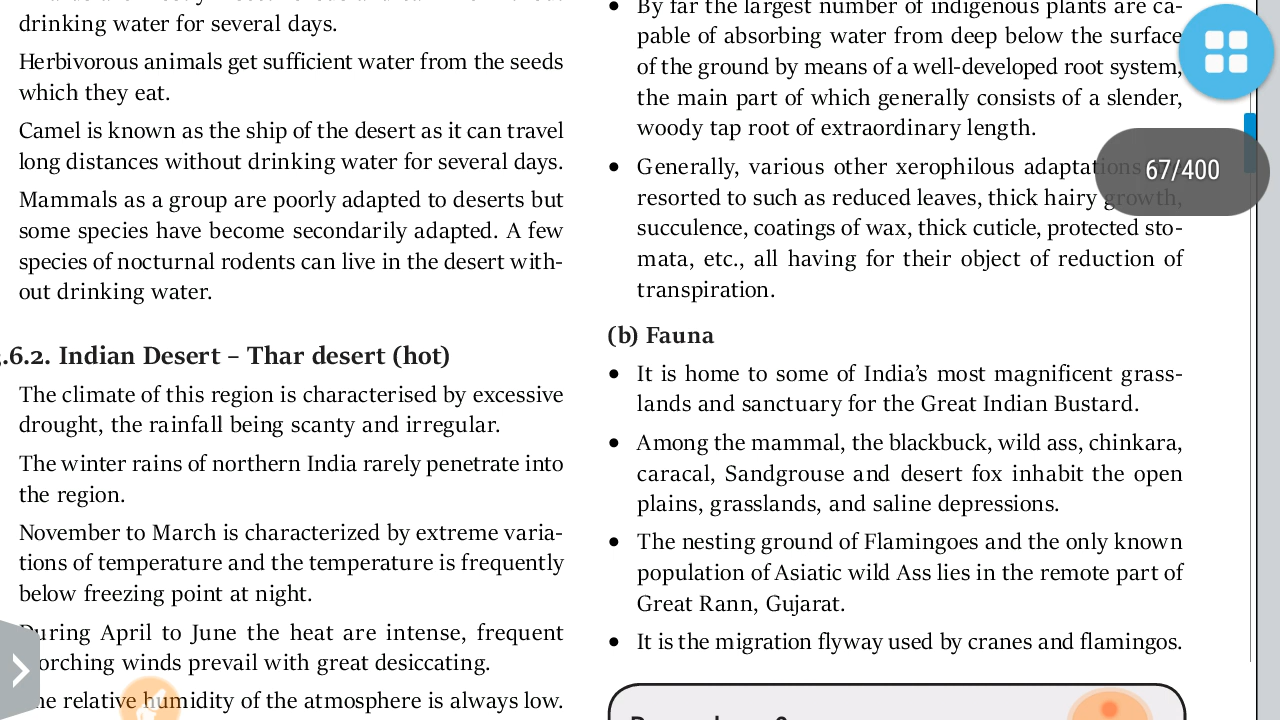 drinking water for several days.
Herbivorous animals get sufficient water from the seeds
which they eat.
Camel is known as the ship of the desert as it can travel
long distances without drinking water for several days.
Mammals as a group are poorly adapted to deserts but
some species have become secondarily adapted. A few
species of nocturnal rodents can live in the desert with-
out drinking water.
.6.2. Indian Desert – Thar desert (hot)
The climate of this region is characterised by excessive
drought, the rainfall being scanty and irregular.
The winter rains of northern India rarely penetrate into
the region.
November to March is characterized by extreme varia-
tions of temperature and the temperature is frequently
below freezing point at night.
During April to June the heat are intense, frequent
scorching winds prevail with great desiccating.
The relative humidity of the atmosphere is always low.
• By far the largest number of indigenous plants are ca-
pable of absorbing water from deep below the surface
of the ground by means of a well-developed root system,
the main part of which generally consists of a slender,
woody tap root of extraordinary length.
• Generally, various other xerophilous adaptations
resorted to such as reduced leaves, thick hairy growth,
succulence, coatings of wax, thick cuticle, protected sto-
mata, etc., all having for their object of reduction of
transpiration.
(b) Fauna
• It is home to some of India’s most magnificent grass-
lands and sanctuary for the Great Indian Bustard.
• Among the mammal, the blackbuck, wild ass, chinkara,
caracal, Sandgrouse and desert fox inhabit the open
plains, grasslands, and saline depressions.
• The nesting ground of Flamingoes and the only known
population of Asiatic wild Ass lies in the remote part of
Great Rann, Gujarat.
• It is the migration flyway used by cranes and flamingos.
67/400